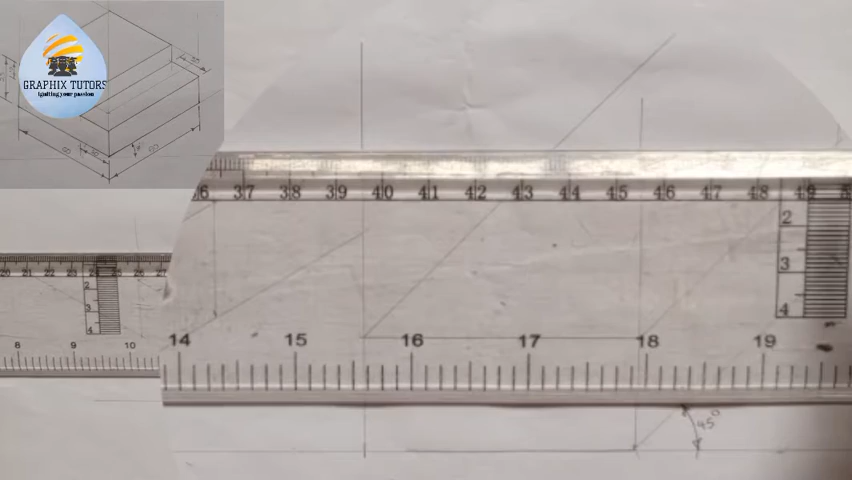 GRAPHIX TUTORS
igniting your passion
36 37 38 39 40 41 42 43 44 45 46 47 48 49
2
3
4
14 15 16 17 18 19
20 21 22 23 24 25 26 27
2
3
4
8 9 10
45°